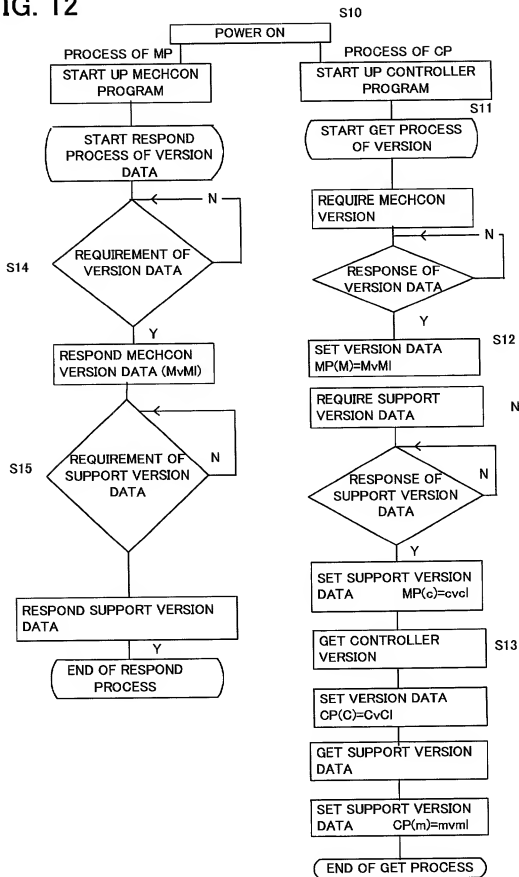 IG. 12
S10
POWER ON
PROCESS OF MP
START UP MECHCON
PROGRAM
START RESPOND
PROCESS OF VERSION
DATA
N
S14
REQUIREMENT OF
VERSION DATA
Y
RESPOND MECHCON
VERSION DATA (MvMl)
S15
REQUIREMENT OF
SUPPORT VERSION
DATA
N
RESPOND SUPPORT VERSION
DATA
Y
END OF RESPOND
PROCESS
PROCESS OF CP
START UP CONTROLLER
PROGRAM
S11
START GET PROCESS
OF VERSION
REQUIRE MECHCON
VERSION
N
RESPONSE OF
VERSION DATA
Y
S12
SET VERSION DATA
MP(M)=MvMl
REQUIRE SUPPORT
VERSION DATA
N
N
RESPONSE OF
SUPPORT VERSION
DATA
Y
SET SUPPORT VERSION
DATA MP(c)=cvcl
GET CONTROLLER
VERSION
S13
SET VERSION DATA
CP(C)=CvCl
GET SUPPORT VERSION
DATA
SET SUPPORT VERSION
DATA CP(m)=mvml
END OF GET PROCESS